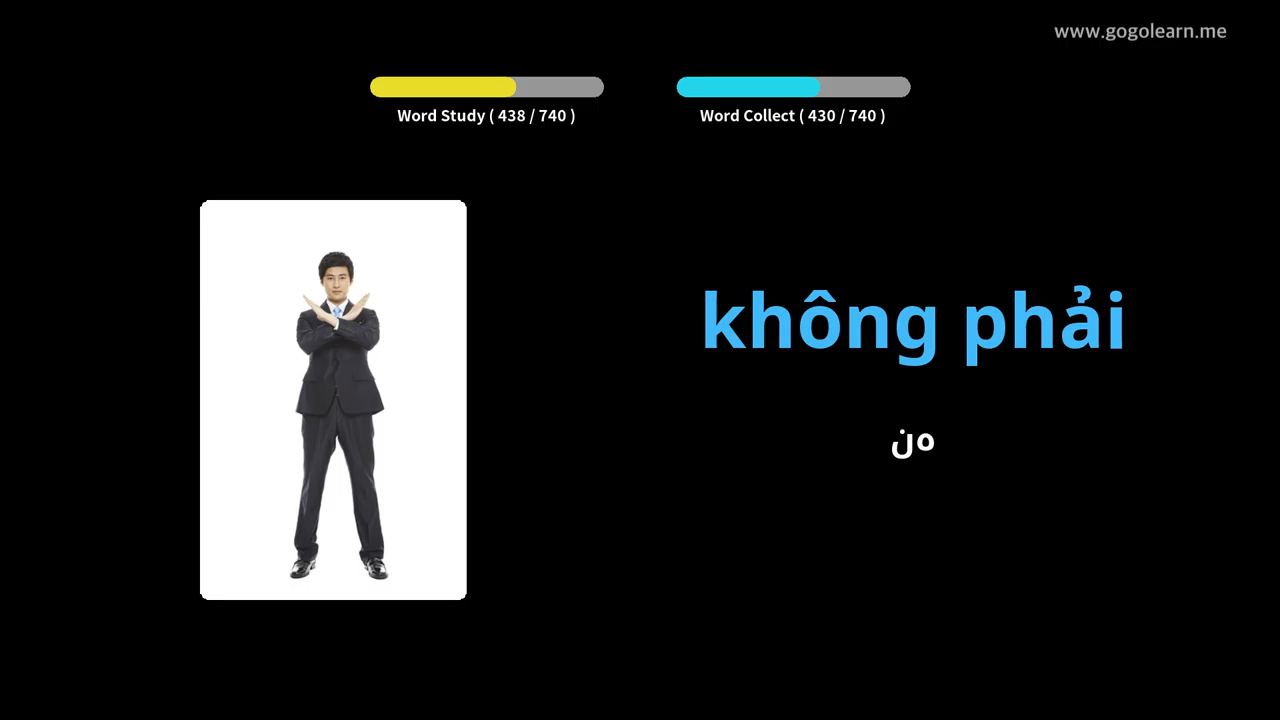 www.gogolearn.me
Word Study ( 438 / 740 )
Word Collect ( 430 / 740 )
không phải
نه